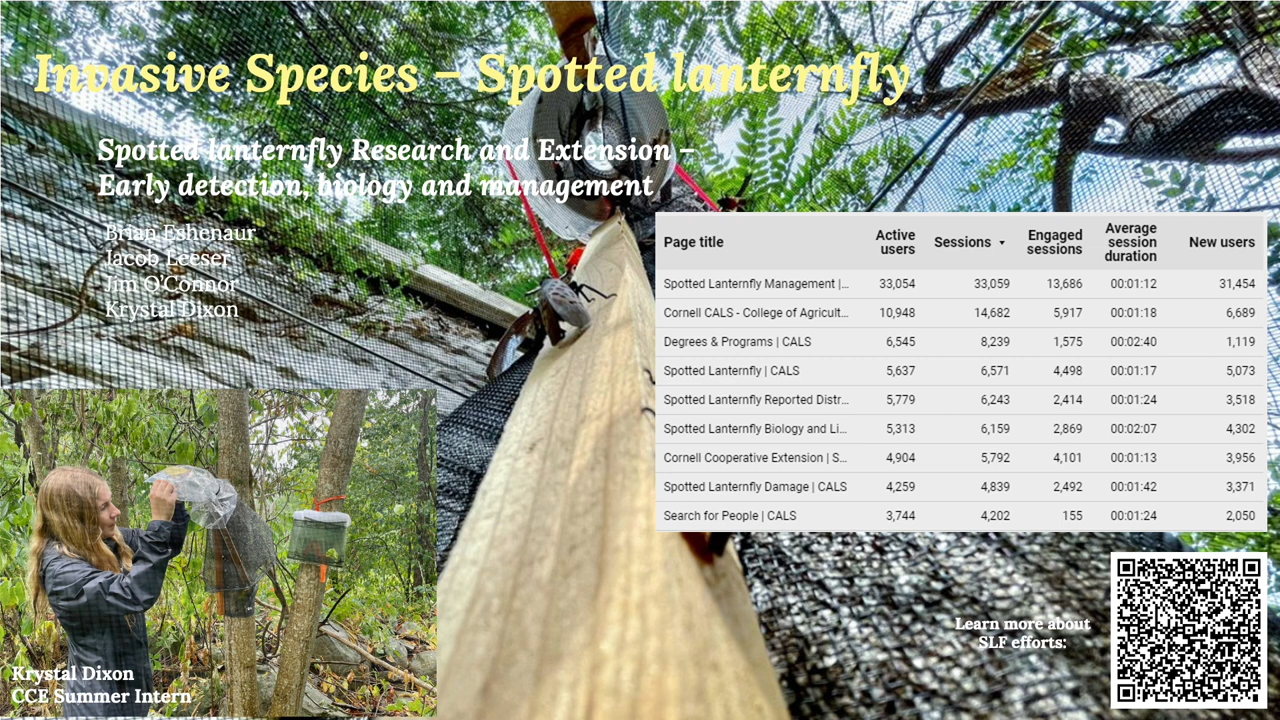 Invasive Species – Spotted lanternfly
Spotted lanternfly Research and Extension –
Early detection, biology and management
Brian Eshenaur
Jacob Leeser
Jim O'Connor
Krystal Dixon
Page title Active users Sessions Engaged sessions Average session duration New users
Spotted Lanternfly Management |... 33,054 33,059 13,686 00:01:12 31,454
Cornell CALS - College of Agricult... 10,948 14,682 5,917 00:01:18 6,689
Degrees & Programs | CALS 6,545 8,239 1,575 00:02:40 1,119
Spotted Lanternfly | CALS 5,637 6,571 4,498 00:01:17 5,073
Spotted Lanternfly Reported Distr... 5,779 6,243 2,414 00:01:24 3,518
Spotted Lanternfly Biology and Li... 5,313 6,159 2,869 00:02:07 4,302
Cornell Cooperative Extension | S... 4,904 5,792 4,101 00:01:13 3,956
Spotted Lanternfly Damage | CALS 4,259 4,839 2,492 00:01:42 3,371
Search for People | CALS 3,744 4,202 155 00:01:24 2,050
Learn more about
SLF efforts:
Krystal Dixon
CCE Summer Intern